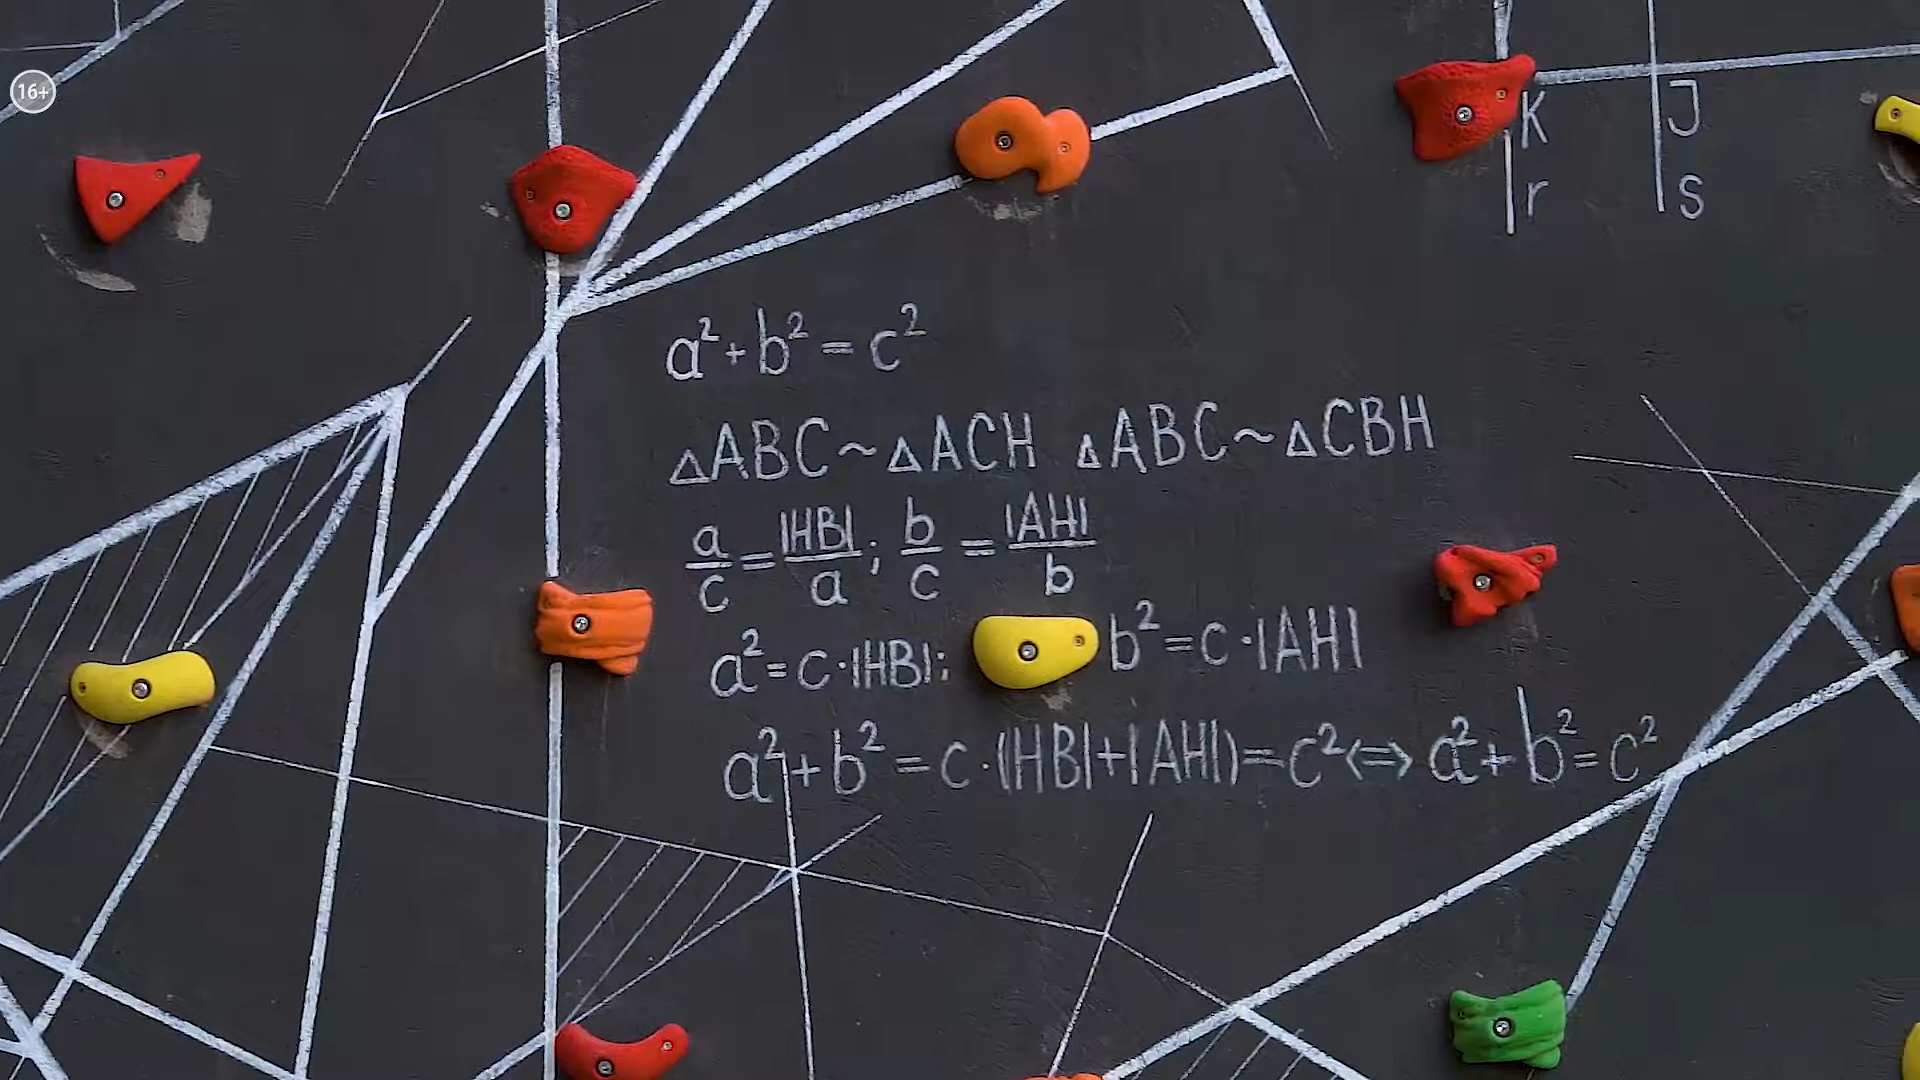 16+
K J
r S
a²+b²=c²
△ABC~△ACH △ABC~△CBH
a/c=|HB|/a; b/c=|AH|/b
a²=c·|HB|; b²=c·|AH|
a²+b²=c·(|HB|+|AH|)=c²⇔a²+b²=c²